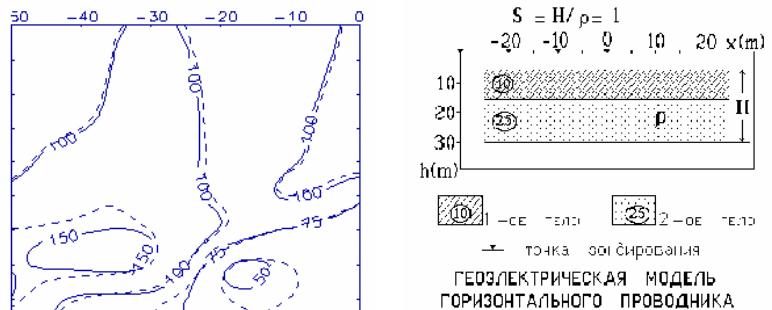 50 -40 -30 -20 -10 0
100
100
100
100
100
75
75
100
150
150
50
S = H/ρ= 1
-20 -10 0 10 20 x(m)
10
20
30
h(m)
10
25
ρ
H
10 1-ое тело 25 2-ое тело
точка зондирования
ГЕОЭЛЕКТРИЧЕСКАЯ МОДЕЛЬ
ГОРИЗОНТАЛЬНОГО ПРОВОДНИКА